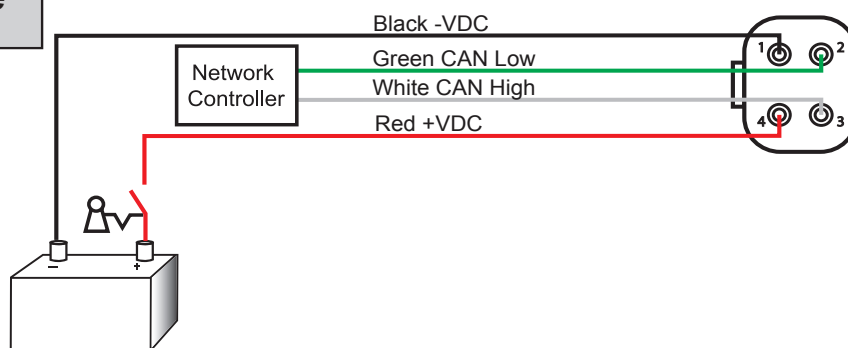 Black -VDC
Green CAN Low
White CAN High
Red +VDC
Network
Controller
1
2
4
3
–
+